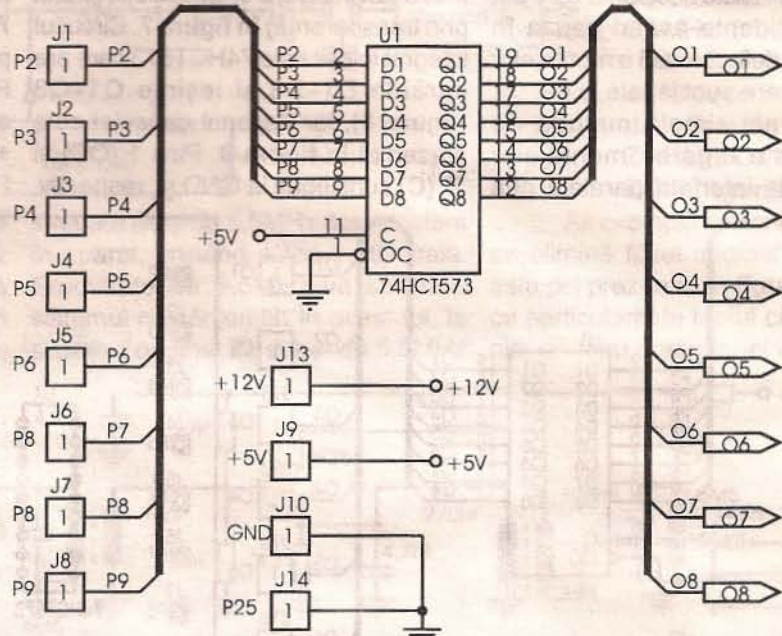 J1
P2 1 P2
J2
P3 1 P3
J3
P4 1 P4
J4
P5 1 P5
J5
P6 1 P6
J6
P8 1 P7
J7
P8 1 P8
J8
P9 1 P9
U1
P2 2 D1 Q1 19 O1
P3 3 D2 Q2 18 O2
P4 4 D3 Q3 17 O3
P5 5 D4 Q4 16 O4
P6 6 D5 Q5 15 O5
P7 7 D6 Q6 14 O6
P8 8 D7 Q7 13 O7
P9 9 D8 Q8 12 O8
+5V 11 C
1 OC
74HCT573
J13
+12V 1 +12V
J9
+5V 1 +5V
J10
GND 1
J14
P25 1
O1 O1
O2 O2
O3 O3
O4 O4
O5 O5
O6 O6
O7 O7
O8 O8